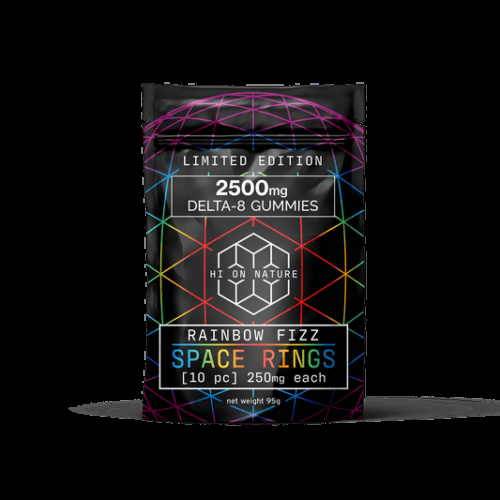 LIMITED EDITION
2500mg
DELTA-8 GUMMIES
HI ON NATURE
RAINBOW FIZZ
SPACE RINGS
[10 pc] 250mg each
net weight 95g